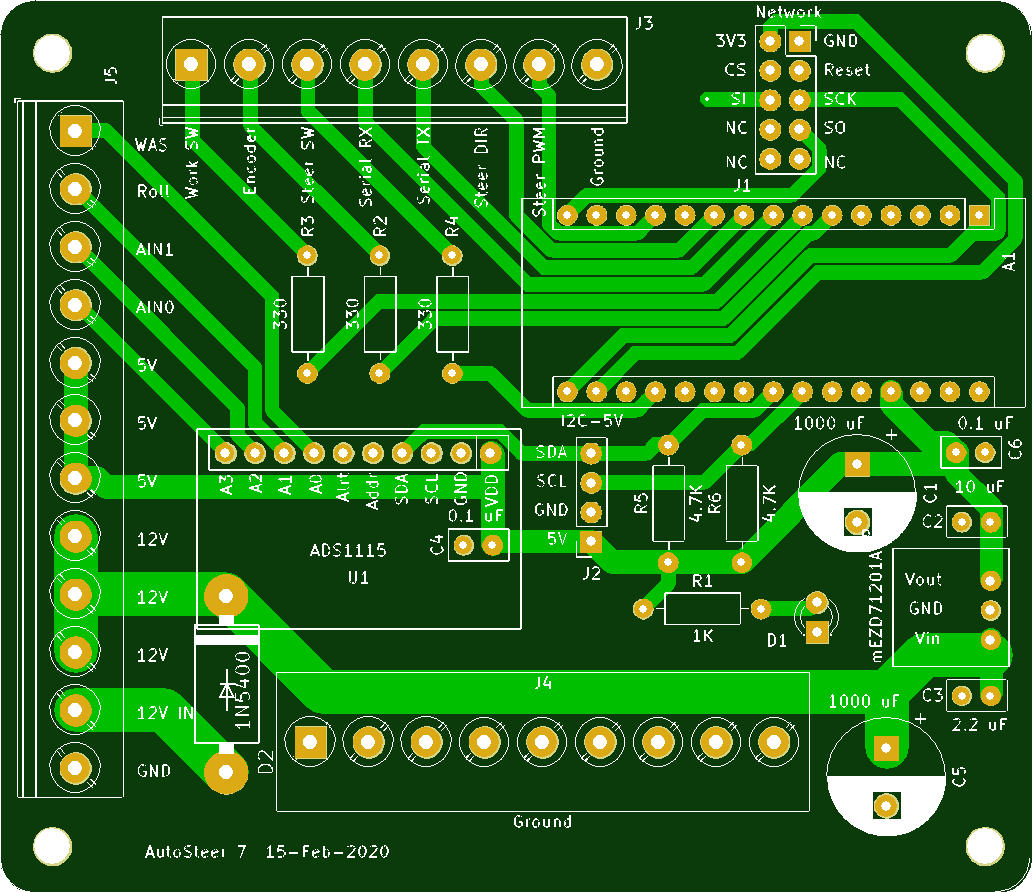 Network
J3
3V3 GND
CS Reset
SI SCK
NC SO
NC NC
J1
J5
WAS
Roll
AIN1
AIN0
5V
5V
5V
12V
12V
12V
12V IN
GND
Work SW
Encoder
Steer SW
Serial RX
Serial TX
Steer DIR
Steer PWM
Ground
R3
R2
R4
330
330
330
A1
I2C-5V
SDA
SCL
GND
5V
J2
A3
A2
A1
A0
Alrt
Addr
SDA
SCL
GND
VDD
0.1 uF
C4
ADS1115
U1
R5
4.7K
R6
4.7K
R1
1K
D1
1000 uF
C1
0.1 uF
C6
10 uF
C2
mEZD71201A
Vout
GND
Vin
C3
2.2 uF
1000 uF
C5
1N5400
D2
J4
Ground
AutoSteer 7 15-Feb-2020